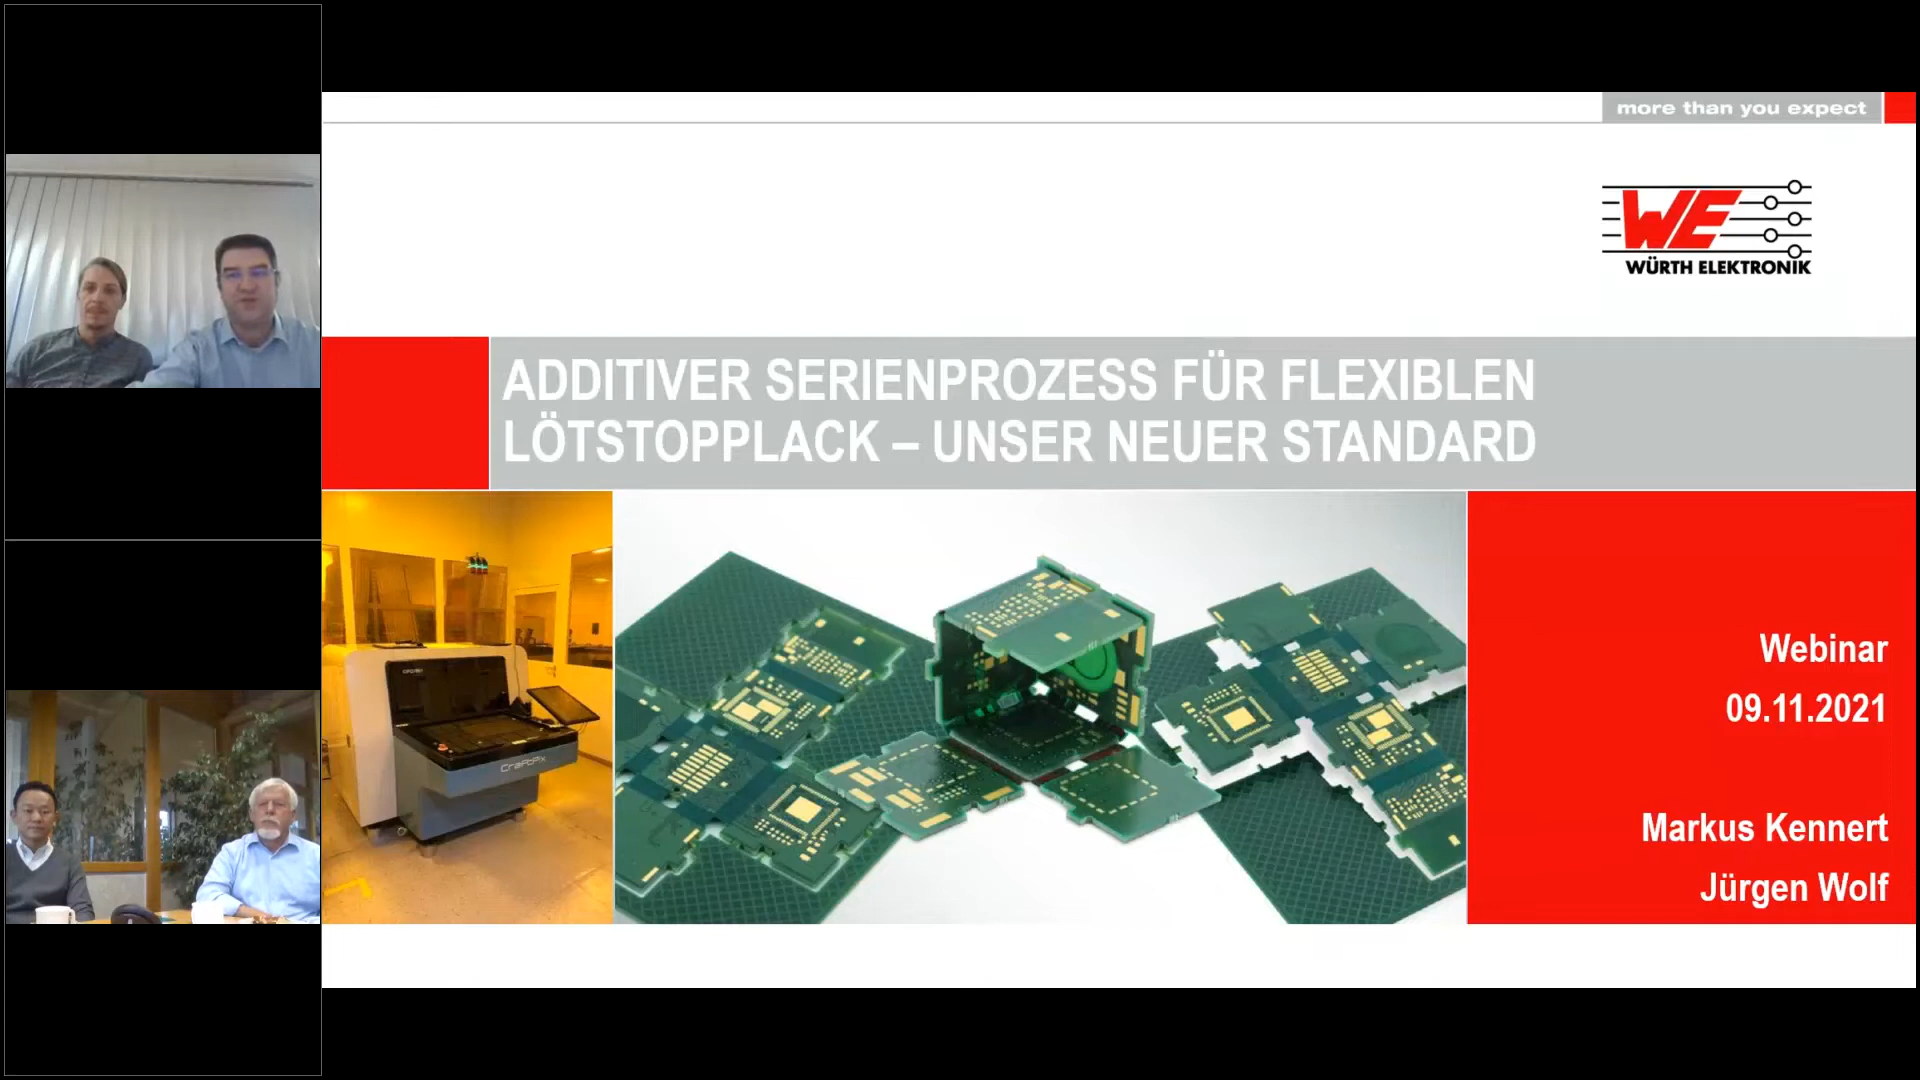 more than you expect
WE
WÜRTH ELEKTRONIK
ADDITIVER SERIENPROZESS FÜR FLEXIBLEN
LÖTSTOPPLACK – UNSER NEUER STANDARD
CraftPix
Webinar
09.11.2021
Markus Kennert
Jürgen Wolf